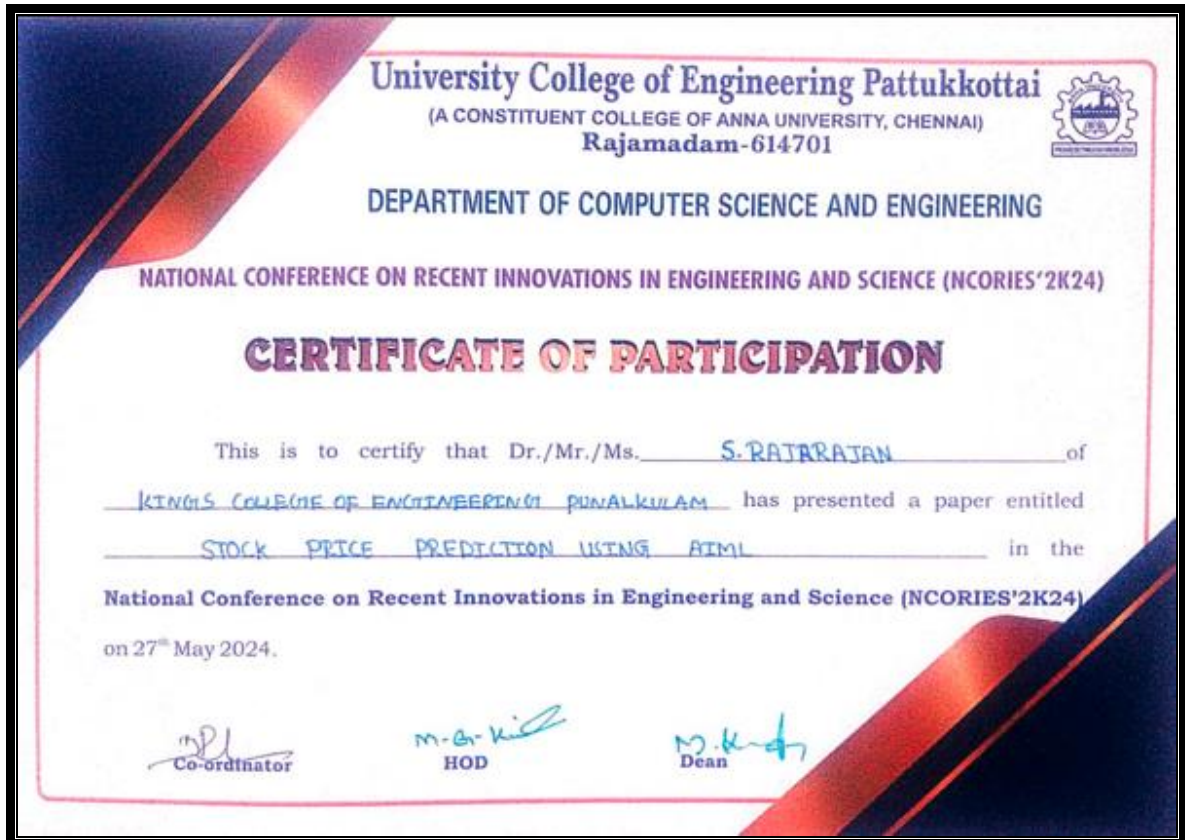 University College of Engineering Pattukkottai
(A CONSTITUENT COLLEGE OF ANNA UNIVERSITY, CHENNAI)
Rajamadam-614701
DEPARTMENT OF COMPUTER SCIENCE AND ENGINEERING
NATIONAL CONFERENCE ON RECENT INNOVATIONS IN ENGINEERING AND SCIENCE (NCORIES'2K24)
CERTIFICATE OF PARTICIPATION
This is to certify that Dr./Mr./Ms. S. RAJARAJAN of
KINGS COLLEGE OF ENGINEERING PUNALKULAM has presented a paper entitled
STOCK PRICE PREDICTION USING AIML in the
National Conference on Recent Innovations in Engineering and Science (NCORIES'2K24)
on 27th May 2024.
Co-ordinator HOD Dean